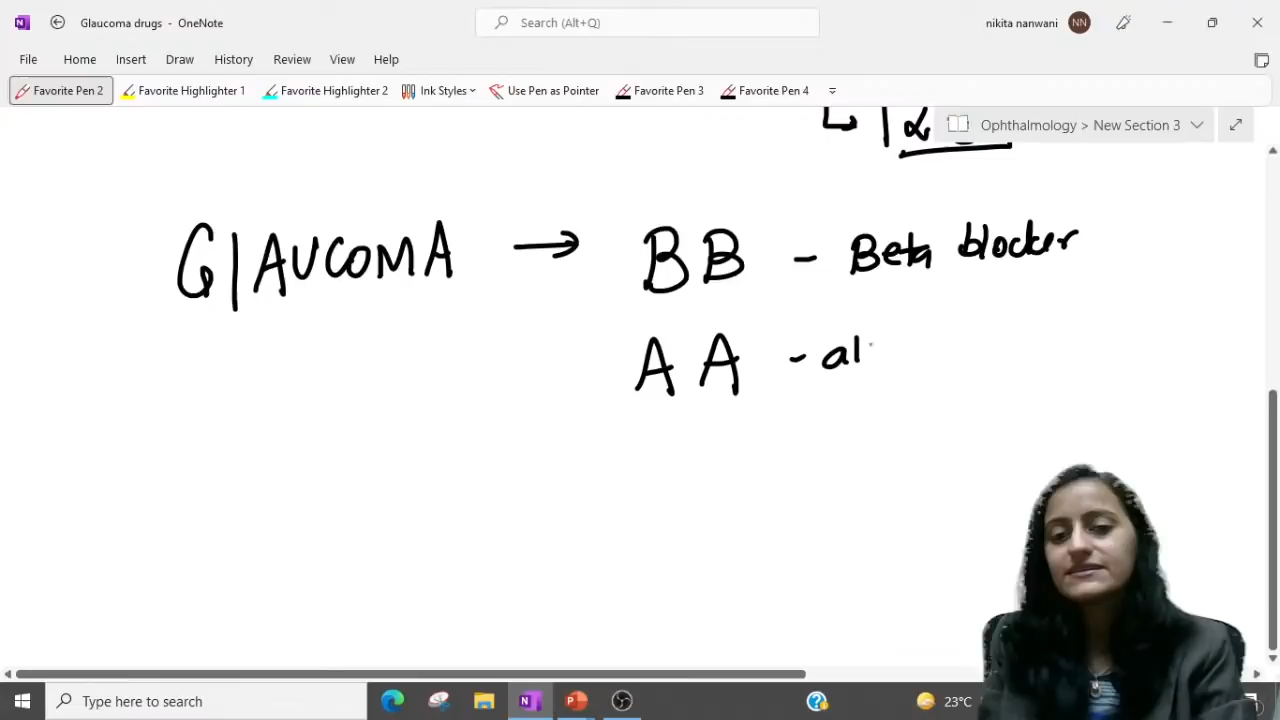 Glaucoma drugs - OneNote
Search (Alt+Q)
nikita nanwani NN
File Home Insert Draw History Review View Help
Favorite Pen 2 Favorite Highlighter 1 Favorite Highlighter 2 Ink Styles Use Pen as Pointer Favorite Pen 3 Favorite Pen 4
Ophthalmology > New Section 3
GlAUCOMA → BB - Beta blocker
A A - al
Type here to search
23°C